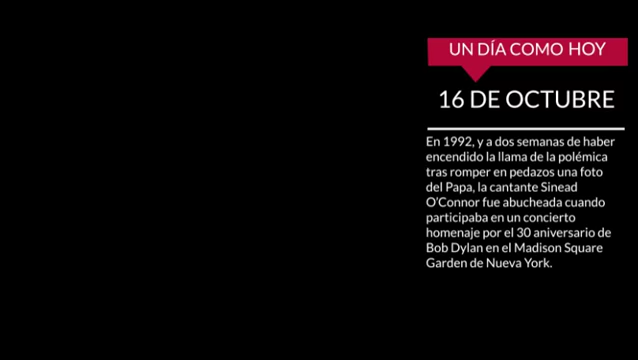 UN DÍA COMO HOY
16 DE OCTUBRE
En 1992, y a dos semanas de haber
encendido la llama de la polémica
tras romper en pedazos una foto
del Papa, la cantante Sinead
O'Connor fue abucheada cuando
participaba en un concierto
homenaje por el 30 aniversario de
Bob Dylan en el Madison Square
Garden de Nueva York.